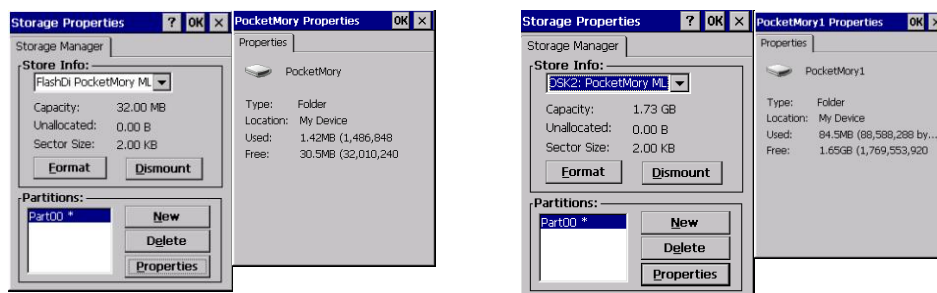 Storage Properties ? OK ×
Storage Manager
Store Info:
FlashDi PocketMory ML
Capacity: 32.00 MB
Unallocated: 0.00 B
Sector Size: 2.00 KB
Format Dismount
Partitions:
Part00 *
New
Delete
Properties
PocketMory Properties OK ×
Properties
PocketMory
Type: Folder
Location: My Device
Used: 1.42MB (1,486,848
Free: 30.5MB (32,010,240
Storage Properties ? OK ×
Storage Manager
Store Info:
DSK2: PocketMory ML
Capacity: 1.73 GB
Unallocated: 0.00 B
Sector Size: 2.00 KB
Format Dismount
Partitions:
Part00 *
New
Delete
Properties
PocketMory1 Properties OK ×
Properties
PocketMory1
Type: Folder
Location: My Device
Used: 84.5MB (88,588,288 by...
Free: 1.65GB (1,769,553,920